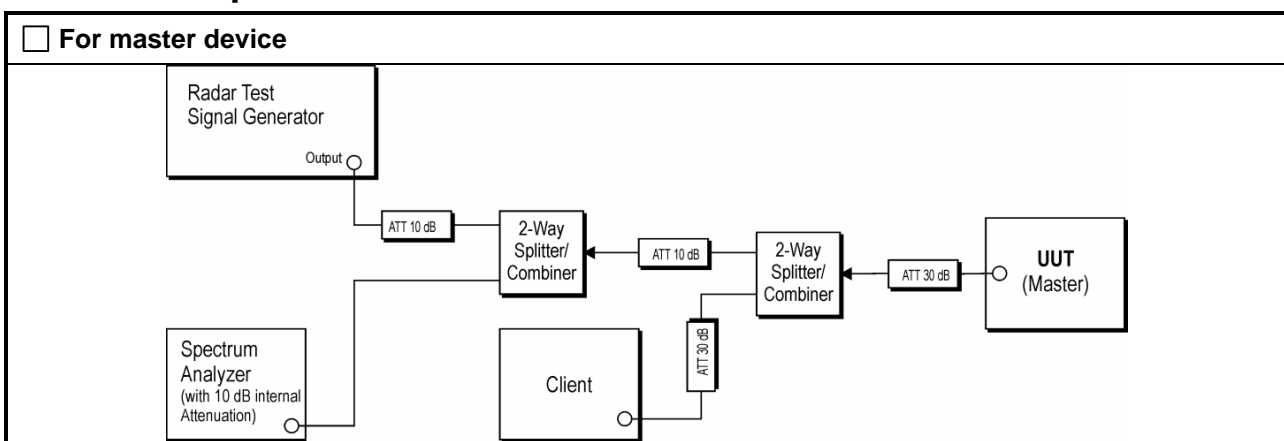 ☐ For master device
Radar Test
Signal Generator
Output
ATT 10 dB
2-Way
Splitter/
Combiner
ATT 10 dB
2-Way
Splitter/
Combiner
ATT 30 dB
UUT
(Master)
Spectrum
Analyzer
(with 10 dB internal
Attenuation)
Client
ATT 30 dB